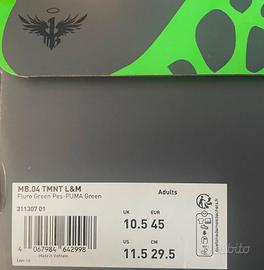 MB.04 TMNT L&M
Fluro Green Pes-PUMA Green
Adults
311307 01
UK
EUR
10.5
45
US
CM
11.5
29.5
4 067984 642998
Made in Vietnam
subito